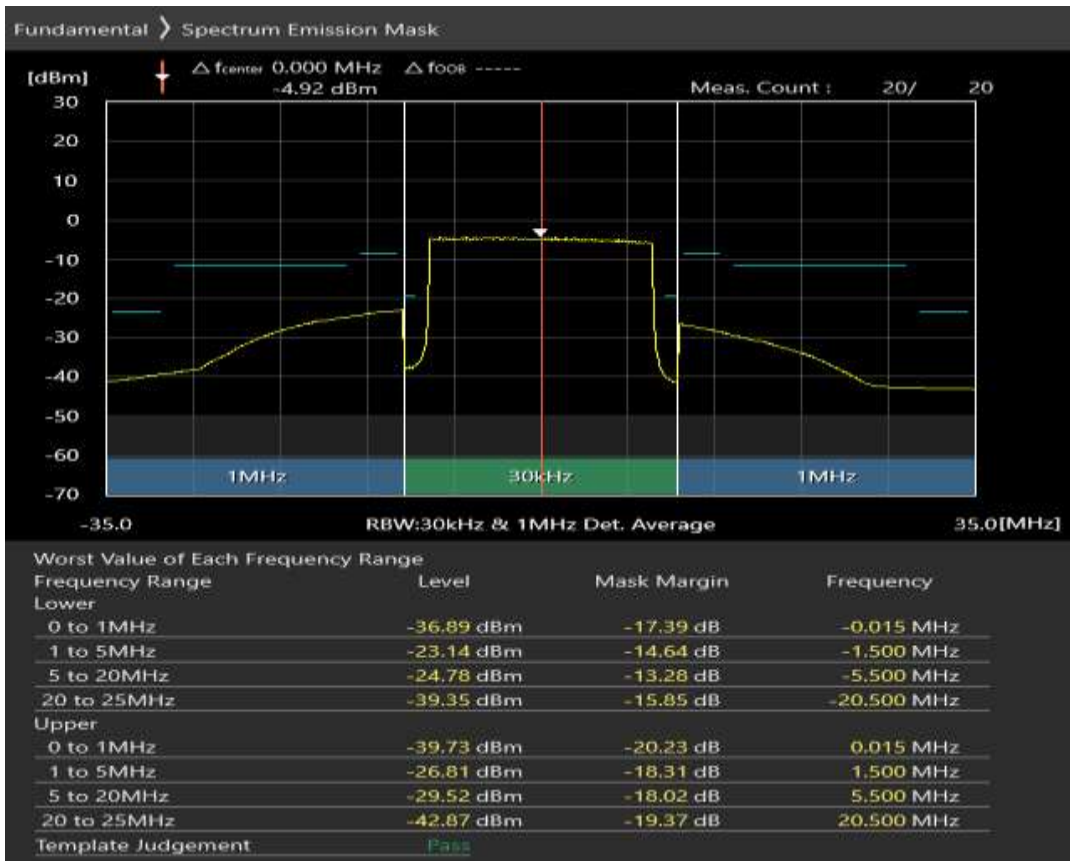 Fundamental ❯ Spectrum Emission Mask
[dBm] △ fcenter 0.000 MHz △ fOOB -----
-4.92 dBm Meas. Count : 20/ 20
30
20
10
0
-10
-20
-30
-40
-50
-60
1MHz 30kHz 1MHz
-70
-35.0 RBW:30kHz & 1MHz Det. Average 35.0[MHz]
Worst Value of Each Frequency Range
Frequency Range Level Mask Margin Frequency
Lower
0 to 1MHz -36.89 dBm -17.39 dB -0.015 MHz
1 to 5MHz -23.14 dBm -14.64 dB -1.500 MHz
5 to 20MHz -24.78 dBm -13.28 dB -5.500 MHz
20 to 25MHz -39.35 dBm -15.85 dB -20.500 MHz
Upper
0 to 1MHz -39.73 dBm -20.23 dB 0.015 MHz
1 to 5MHz -26.81 dBm -18.31 dB 1.500 MHz
5 to 20MHz -29.52 dBm -18.02 dB 5.500 MHz
20 to 25MHz -42.87 dBm -19.37 dB 20.500 MHz
Template Judgement Pass